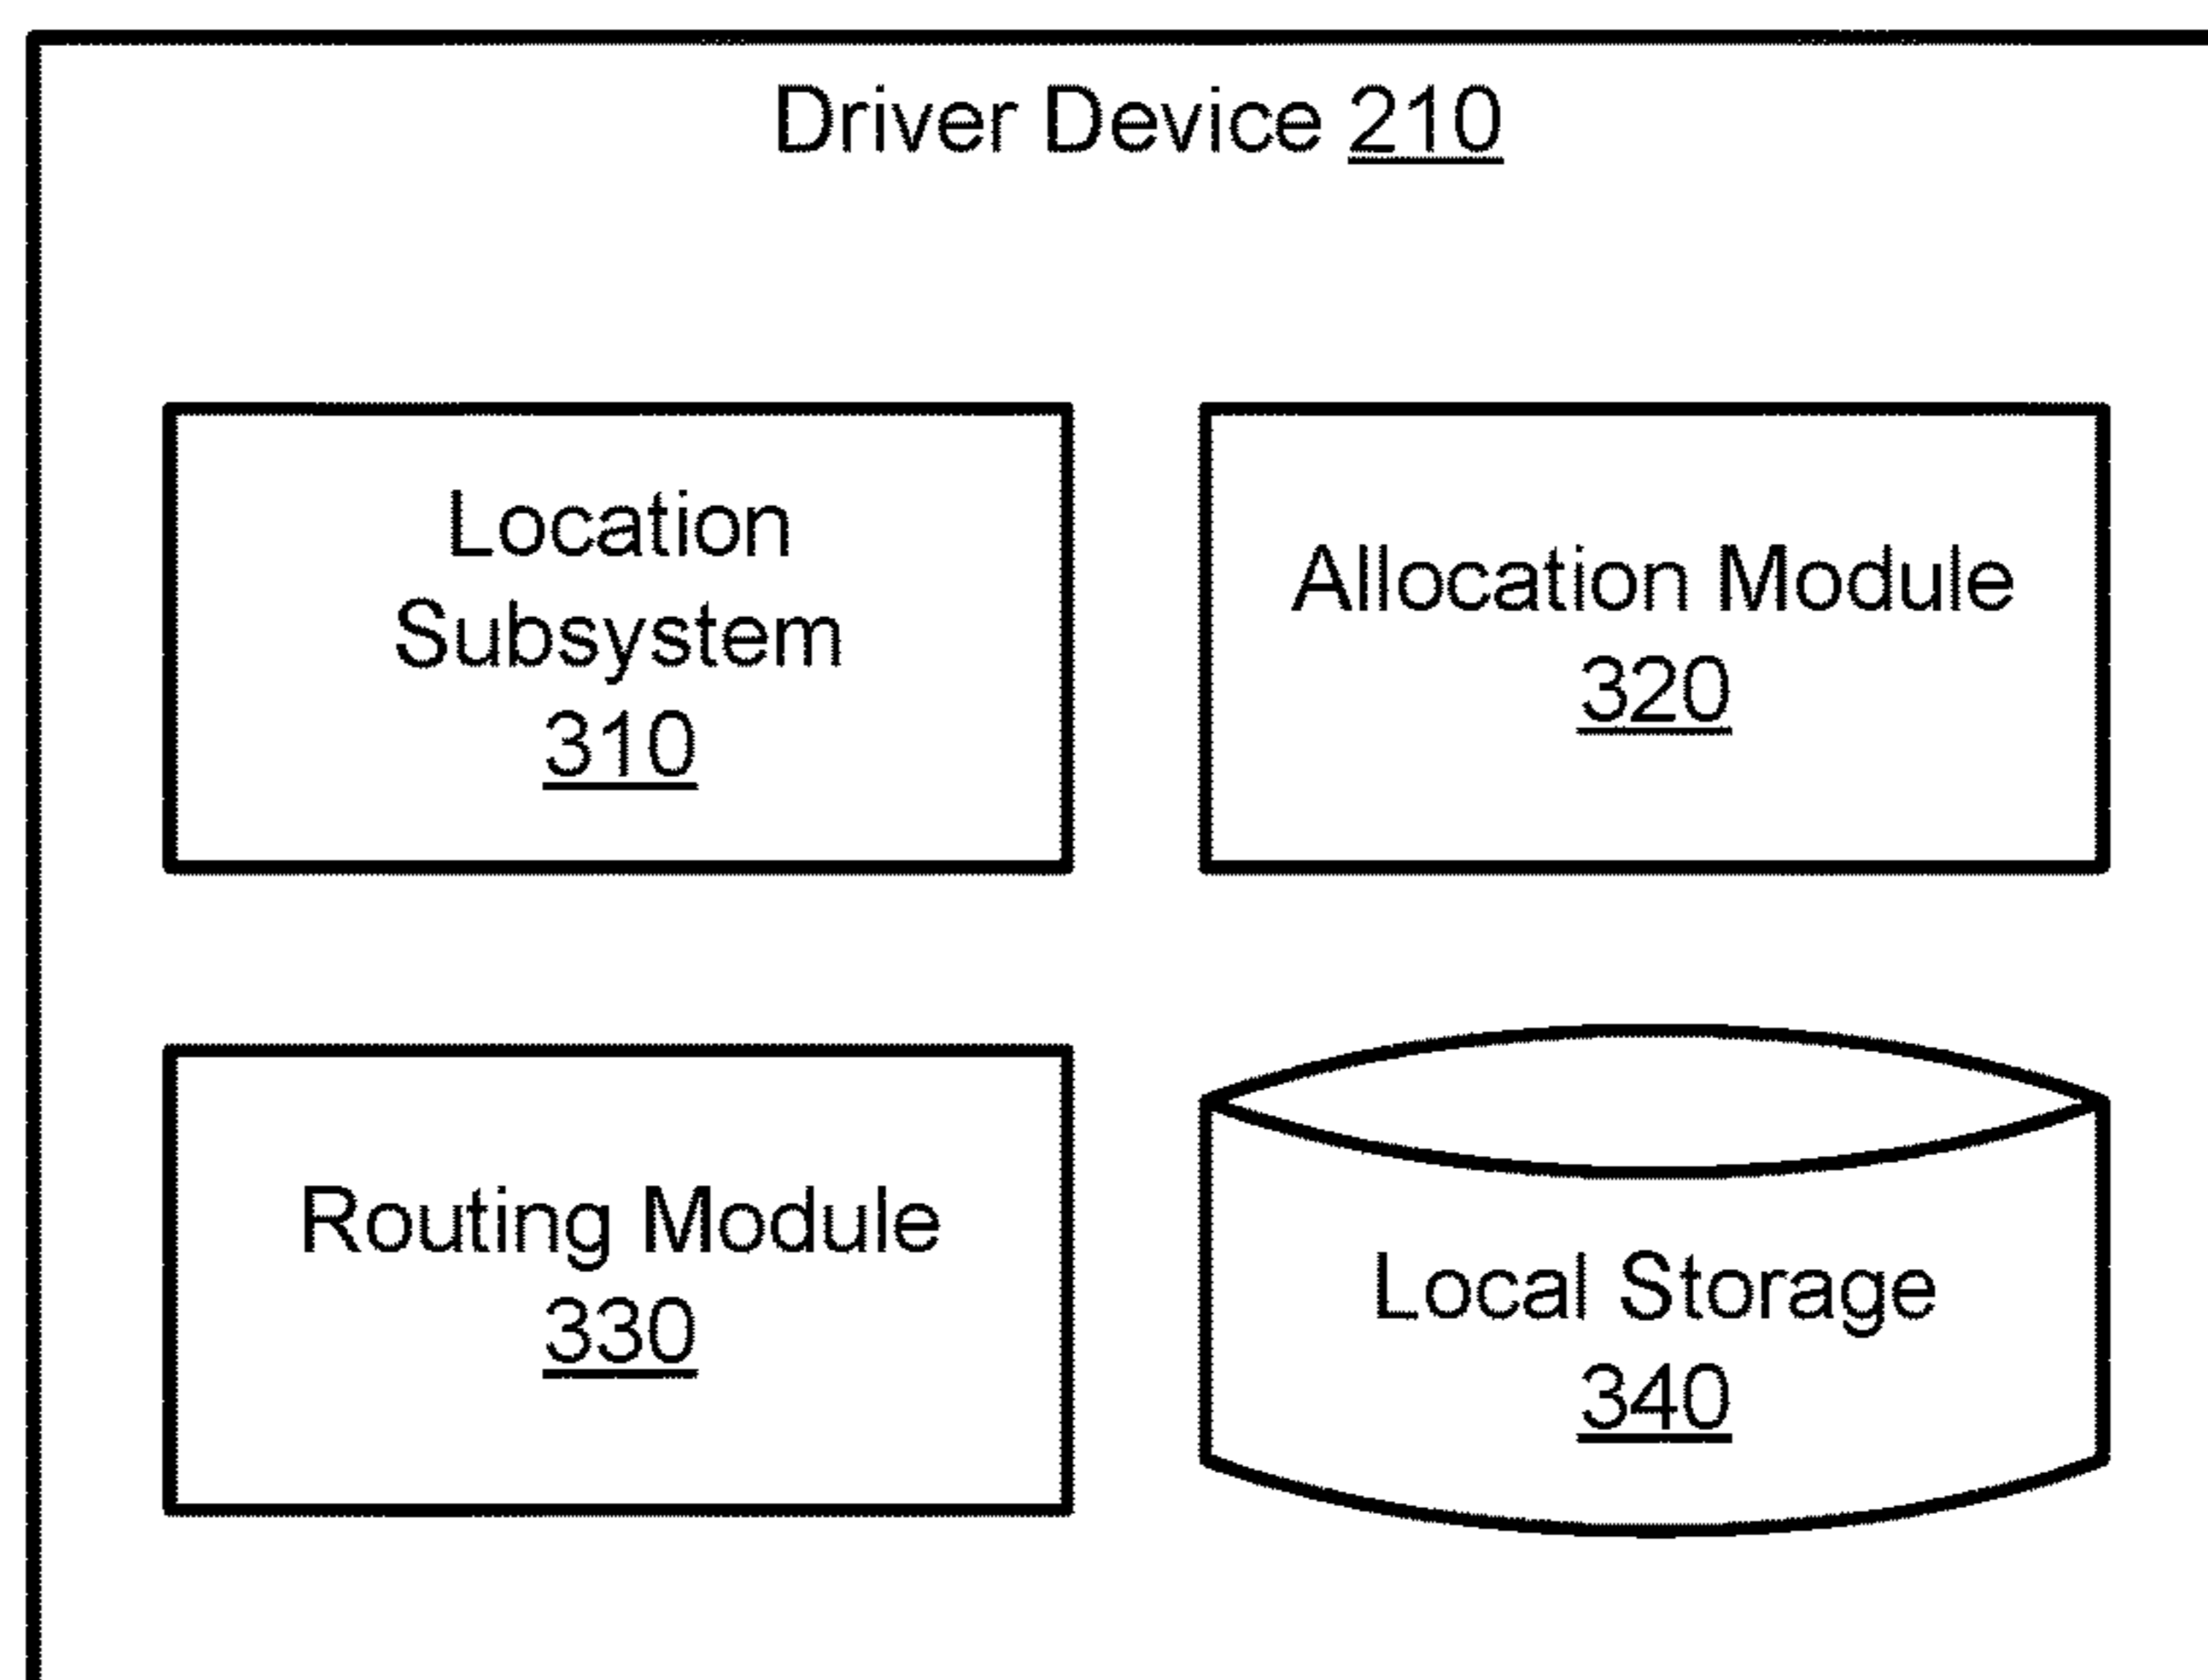 Driver Device 210
Location
Subsystem
310
Allocation Module
320
Routing Module
330
Local Storage
340